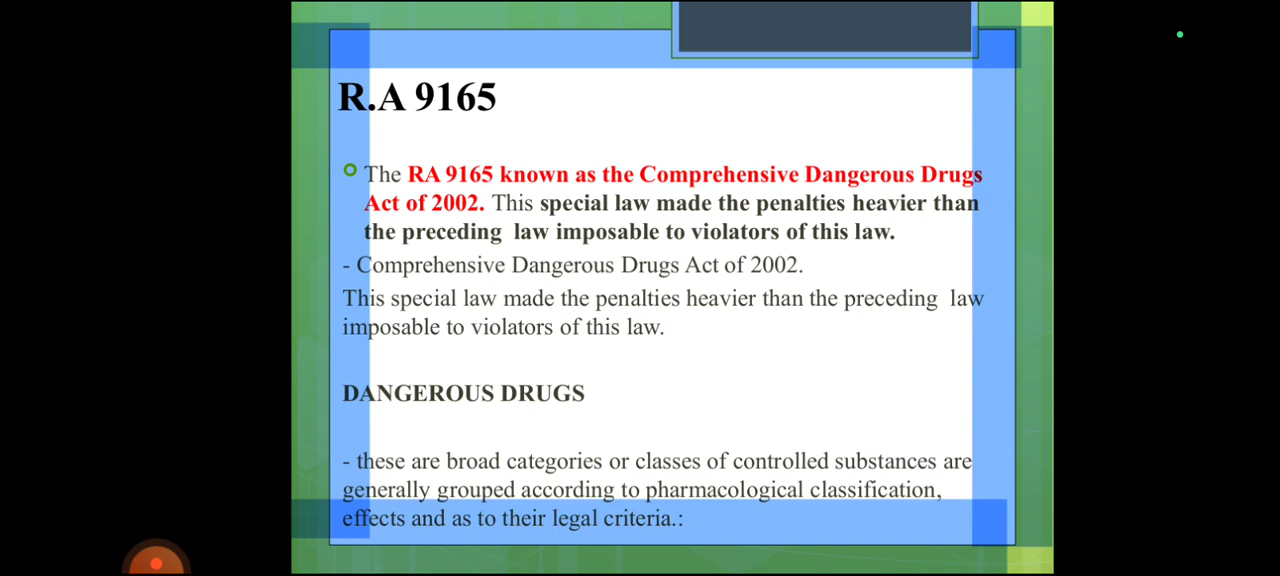 R.A 9165
The RA 9165 known as the Comprehensive Dangerous Drugs
Act of 2002. This special law made the penalties heavier than
the preceding law imposable to violators of this law.
- Comprehensive Dangerous Drugs Act of 2002.
This special law made the penalties heavier than the preceding law
imposable to violators of this law.
DANGEROUS DRUGS
- these are broad categories or classes of controlled substances are
generally grouped according to pharmacological classification,
effects and as to their legal criteria.: